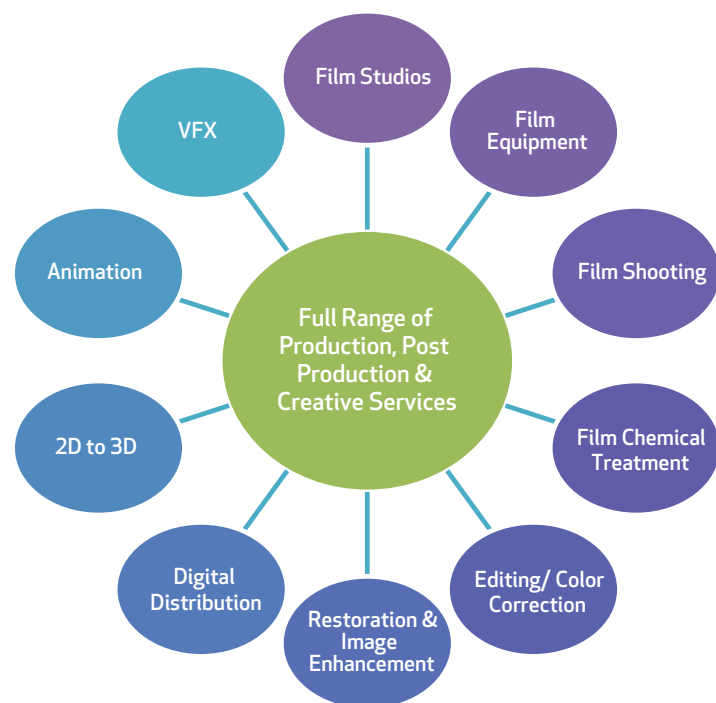 Film Studios
Film
Equipment
Film Shooting
Film Chemical
Treatment
Editing/ Color
Correction
Restoration &
Image
Enhancement
Digital
Distribution
2D to 3D
Animation
VFX
Full Range of
Production, Post
Production &
Creative Services